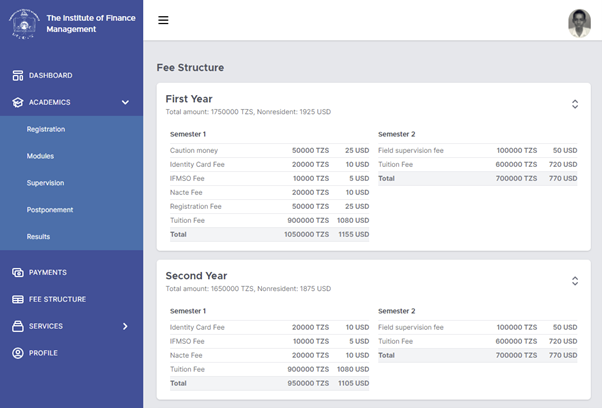 The Institute of Finance
Management
DASHBOARD
ACADEMICS
Registration
Modules
Supervision
Postponement
Results
PAYMENTS
FEE STRUCTURE
SERVICES
PROFILE
Fee Structure
First Year
Total amount: 1750000 TZS, Nonresident: 1925 USD
Semester 1
Caution money 50000 TZS 25 USD
Identity Card Fee 20000 TZS 10 USD
IFMSO Fee 10000 TZS 5 USD
Nacte Fee 20000 TZS 10 USD
Registration Fee 50000 TZS 25 USD
Tuition Fee 900000 TZS 1080 USD
Total 1050000 TZS 1155 USD
Semester 2
Field supervision fee 100000 TZS 50 USD
Tuition Fee 600000 TZS 720 USD
Total 700000 TZS 770 USD
Second Year
Total amount: 1650000 TZS, Nonresident: 1875 USD
Semester 1
Identity Card Fee 20000 TZS 10 USD
IFMSO Fee 10000 TZS 5 USD
Nacte Fee 20000 TZS 10 USD
Tuition Fee 900000 TZS 1080 USD
Total 950000 TZS 1105 USD
Semester 2
Field supervision fee 100000 TZS 50 USD
Tuition Fee 600000 TZS 720 USD
Total 700000 TZS 770 USD